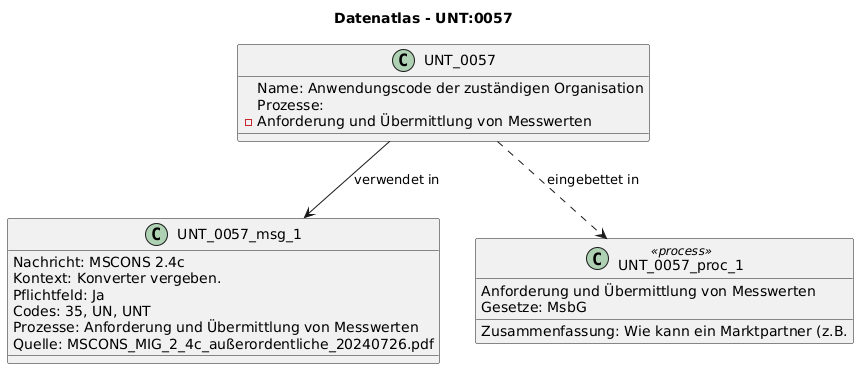 Datenatlas - UNT:0057
C UNT_0057
Name: Anwendungscode der zuständigen Organisation
Prozesse:
Anforderung und Übermittlung von Messwerten
verwendet in
eingebettet in
C UNT_0057_msg_1
Nachricht: MSCONS 2.4c
Kontext: Konverter vergeben.
Pflichtfeld: Ja
Codes: 35, UN, UNT
Prozesse: Anforderung und Übermittlung von Messwerten
Quelle: MSCONS_MIG_2_4c_außerordentliche_20240726.pdf
«process»
C UNT_0057_proc_1
Anforderung und Übermittlung von Messwerten
Gesetze: MsbG
Zusammenfassung: Wie kann ein Marktpartner (z.B.